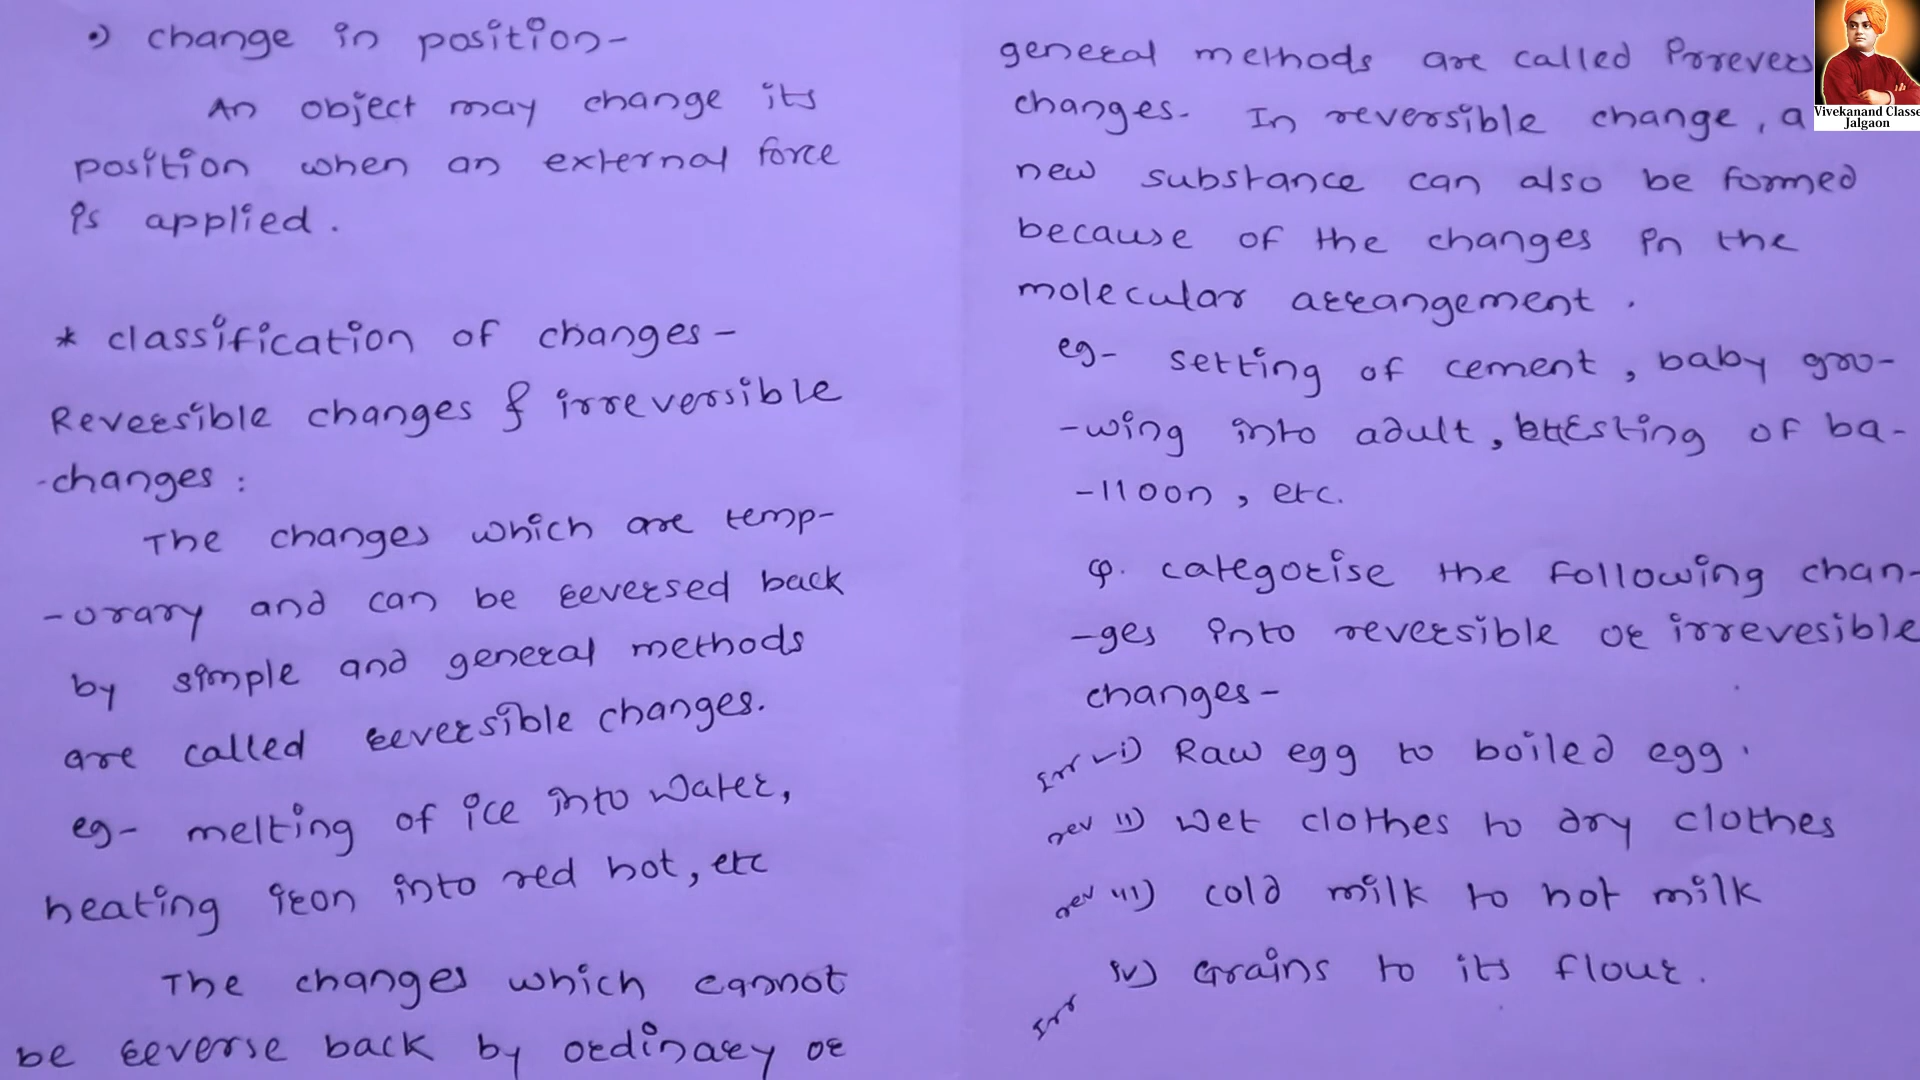 •) change in position-
An object may change its
position when an external force
is applied.
* classification of changes-
Reversible changes & irreversible
-changes:
The changes which are temp-
-orary and can be reversed back
by simple and general methods
are called reversible changes.
eg- melting of ice into water,
heating iron into red hot, etc
The changes which cannot
be reverse back by ordinary or
general methods are called Irrevers
changes. In reversible change, a
new substance can also be formed
because of the changes in the
molecular arrangement.
eg- setting of cement, baby gro-
-wing into adult, of ba-
-lloon, etc.
Q. categorise the following chan-
-ges into reversible or irrevesible
changes-
Irr i) Raw egg to boiled egg.
rev ii) Wet clothes to dry clothes
rev iii) cold milk to hot milk
iv) Grains to its flour.
Irr
Vivekanand Classe
Jalgaon